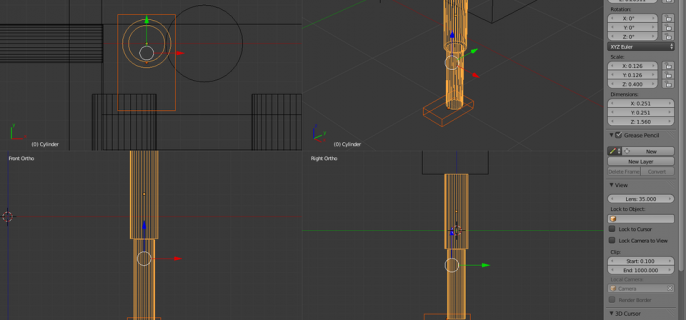 (0) Cylinder
(0) Cylinder
Front Ortho
Right Ortho
Rotation:
X: 0°
Y: 0°
Z: 0°
XYZ Euler
Scale:
X: 0.126
Y: 0.126
Z: 0.400
Dimensions:
X: 0.251
Y: 0.251
Z: 1.560
Grease Pencil
New
New Layer
Delete Frame Convert
View
Lens: 35.000
Lock to Object:
Lock to Cursor
Lock Camera to View
Clip:
Start: 0.100
End: 1000.000
Local Camera:
Camera
Render Border
3D Cursor